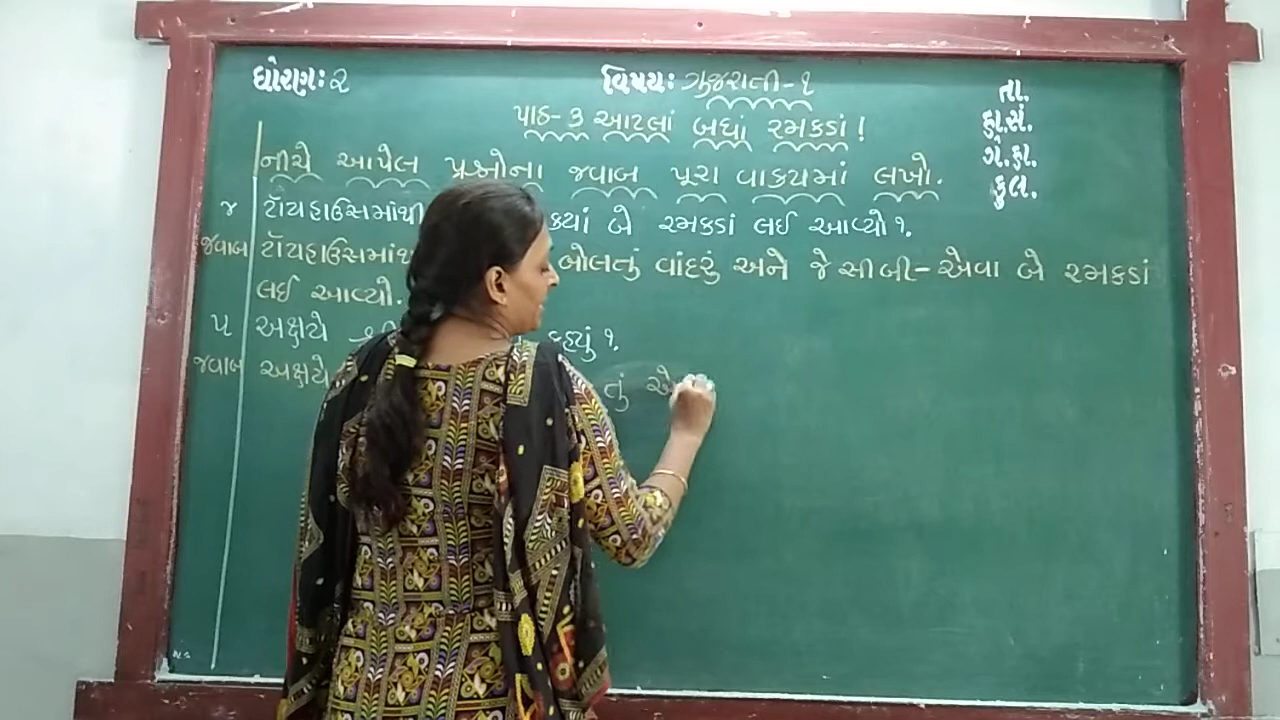 ધોરણઃ ૨ વિષયઃ ગુજરાતી-૧ તા.
પાઠ-૩ આટલાં બધાં રમકડાં !
હા.સં.
ગે.હા.
કુલ.
નીચે આપેલ પ્રશ્નોના જવાબ પૂરા વાક્યમાં લખો.
૪ ટૉયહાઉસમાંથી ક્યાં બે રમકડાં લઈ આવ્યો ?.
જવાબ ટૉયહાઉસમાં બોલતું વાંદરું અને જેસીબી- એવા બે રમકડાં
લઈ આવ્યો.
૫ અક્ષયે ?.
જવાબ અક્ષયે